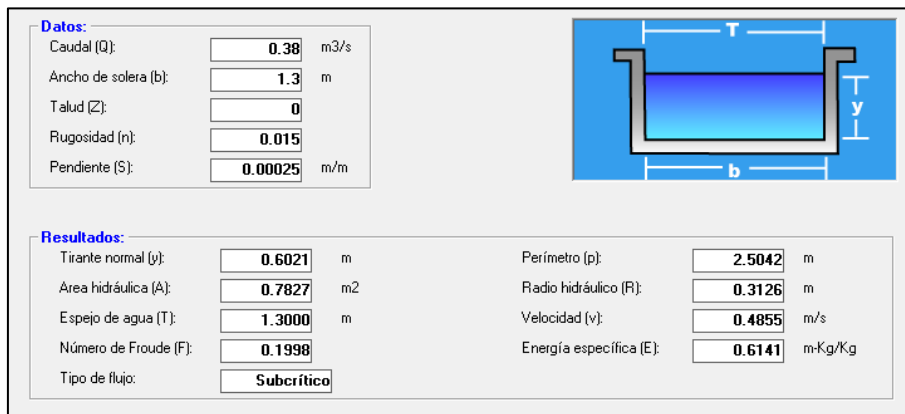 Datos:
Caudal (Q): 0.38 m3/s
Ancho de solera (b): 1.3 m
Talud (Z): 0
Rugosidad (n): 0.015
Pendiente (S): 0.00025 m/m
T
y
b
Resultados:
Tirante normal (y): 0.6021 m Perímetro (p): 2.5042 m
Area hidráulica (A): 0.7827 m2 Radio hidráulico (R): 0.3126 m
Espejo de agua (T): 1.3000 m Velocidad (v): 0.4855 m/s
Número de Froude (F): 0.1998 Energía específica (E): 0.6141 m-Kg/Kg
Tipo de flujo: Subcrítico